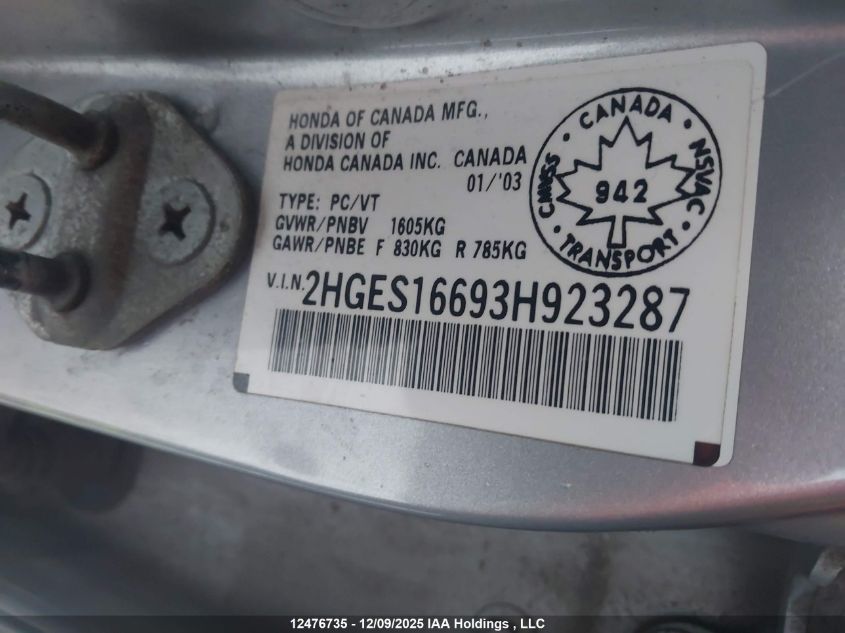 HONDA OF CANADA MFG.,
A DIVISION OF
HONDA CANADA INC. CANADA
01/'03
TYPE: PC/VT
GVWR/PNBV 1605KG
GAWR/PNBE F 830KG R 785KG
V.I.N. 2HGES16693H923287
CANADA
CMVSS
NSVAC
942
TRANSPORT
12476735 - 12/09/2025 IAA Holdings , LLC